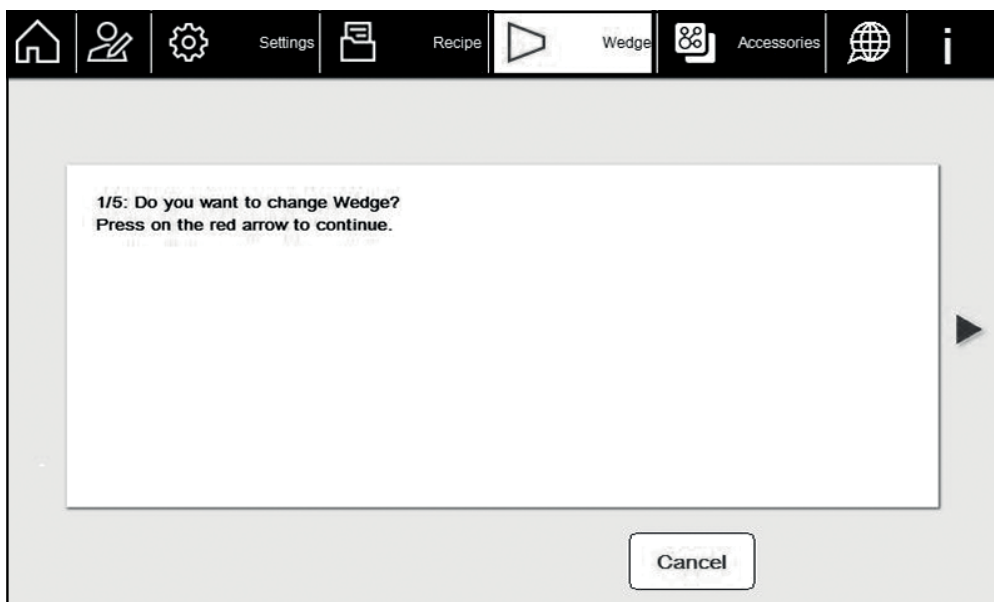 Settings
Recipe
Wedge
Accessories
i
1/5: Do you want to change Wedge?
Press on the red arrow to continue.
Cancel